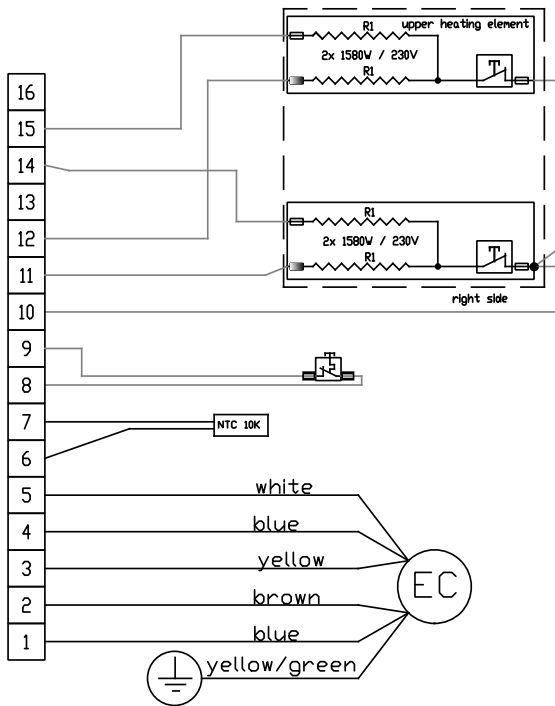 R1 upper heating element
2x 1580W / 230V
R1
16
15
14
R1
13
2x 1580W / 230V
12
R1
11
right side
10
9
8
7
NTC 10K
6
5 white
4 blue
3 yellow
EC
2 brown
1 blue
yellow/green